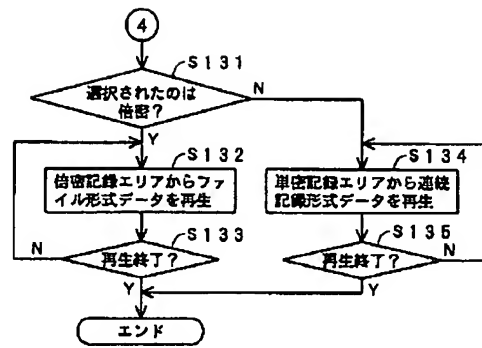 4
S131
選択されたのは
倍密?
N
Y
S132
倍密記録エリアからファ
イル形式データを再生
S134
単密記録エリアから連続
記録形式データを再生
S133
再生終了?
N
Y
S135
再生終了?
N
Y
エンド